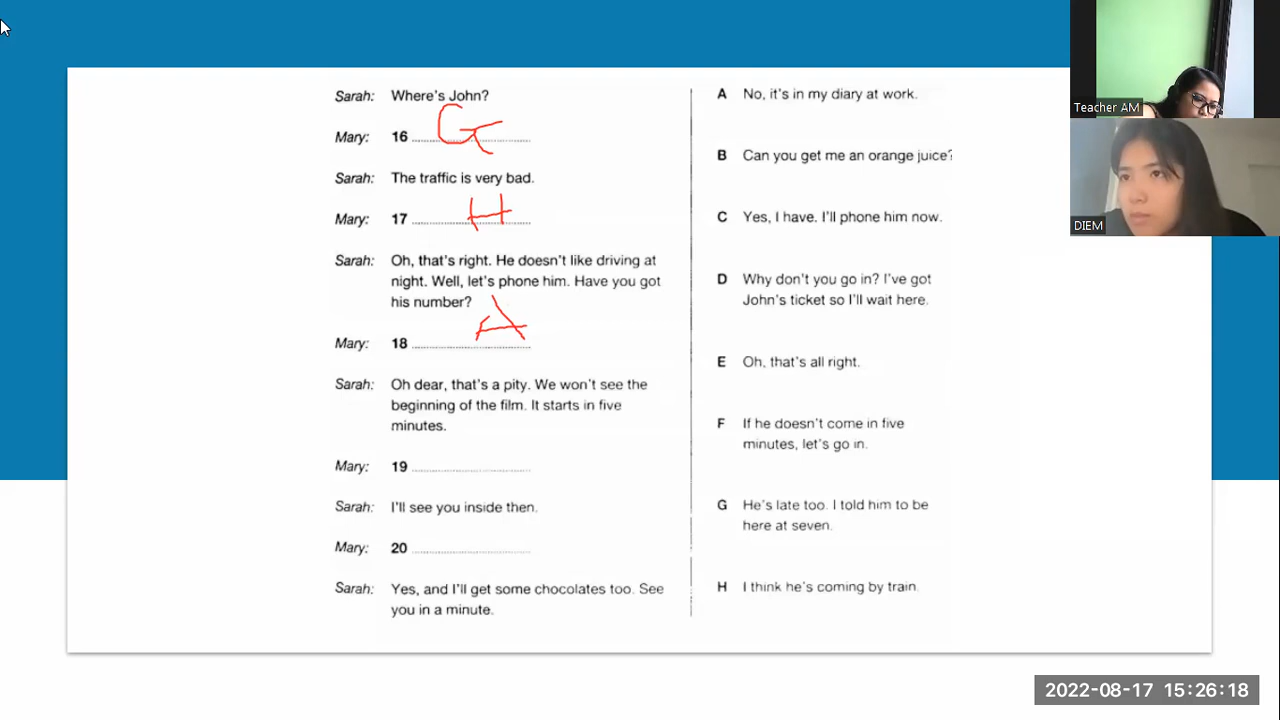 Sarah: Where's John?
Mary: 16 G
Sarah: The traffic is very bad.
Mary: 17 H
Sarah: Oh, that's right. He doesn't like driving at
night. Well, let's phone him. Have you got
his number?
Mary: 18 A
Sarah: Oh dear, that's a pity. We won't see the
beginning of the film. It starts in five
minutes.
Mary: 19
Sarah: I'll see you inside then.
Mary: 20
Sarah: Yes, and I'll get some chocolates too. See
you in a minute.
A No, it's in my diary at work.
B Can you get me an orange juice?
C Yes, I have. I'll phone him now.
D Why don't you go in? I've got
John's ticket so I'll wait here.
E Oh, that's all right.
F If he doesn't come in five
minutes, let's go in.
G He's late too. I told him to be
here at seven.
H I think he's coming by train.
Teacher AM
DIEM
2022-08-17 15:26:18